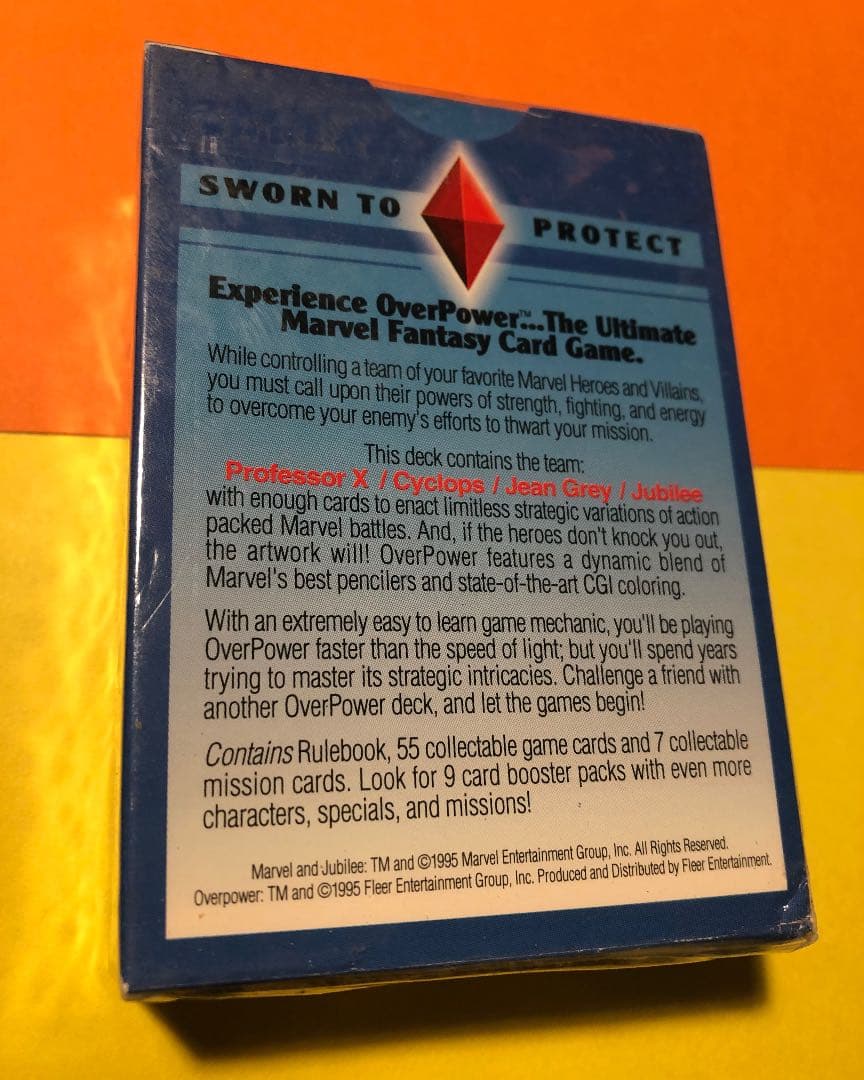 SWORN TO PROTECT
Experience OverPower™...The Ultimate
Marvel Fantasy Card Game.
While controlling a team of your favorite Marvel Heroes and Villains,
you must call upon their powers of strength, fighting, and energy
to overcome your enemy's efforts to thwart your mission.
This deck contains the team:
Professor X / Cyclops / Jean Grey / Jubilee
with enough cards to enact limitless strategic variations of action
packed Marvel battles. And, if the heroes don't knock you out,
the artwork will! OverPower features a dynamic blend of
Marvel's best pencilers and state-of-the-art CGI coloring.
With an extremely easy to learn game mechanic, you'll be playing
OverPower faster than the speed of light; but you'll spend years
trying to master its strategic intricacies. Challenge a friend with
another OverPower deck, and let the games begin!
Contains Rulebook, 55 collectable game cards and 7 collectable
mission cards. Look for 9 card booster packs with even more
characters, specials, and missions!
Marvel and Jubilee: TM and ©1995 Marvel Entertainment Group, Inc. All Rights Reserved.
Overpower: TM and ©1995 Fleer Entertainment Group, Inc. Produced and Distributed by Fleer Entertainment.